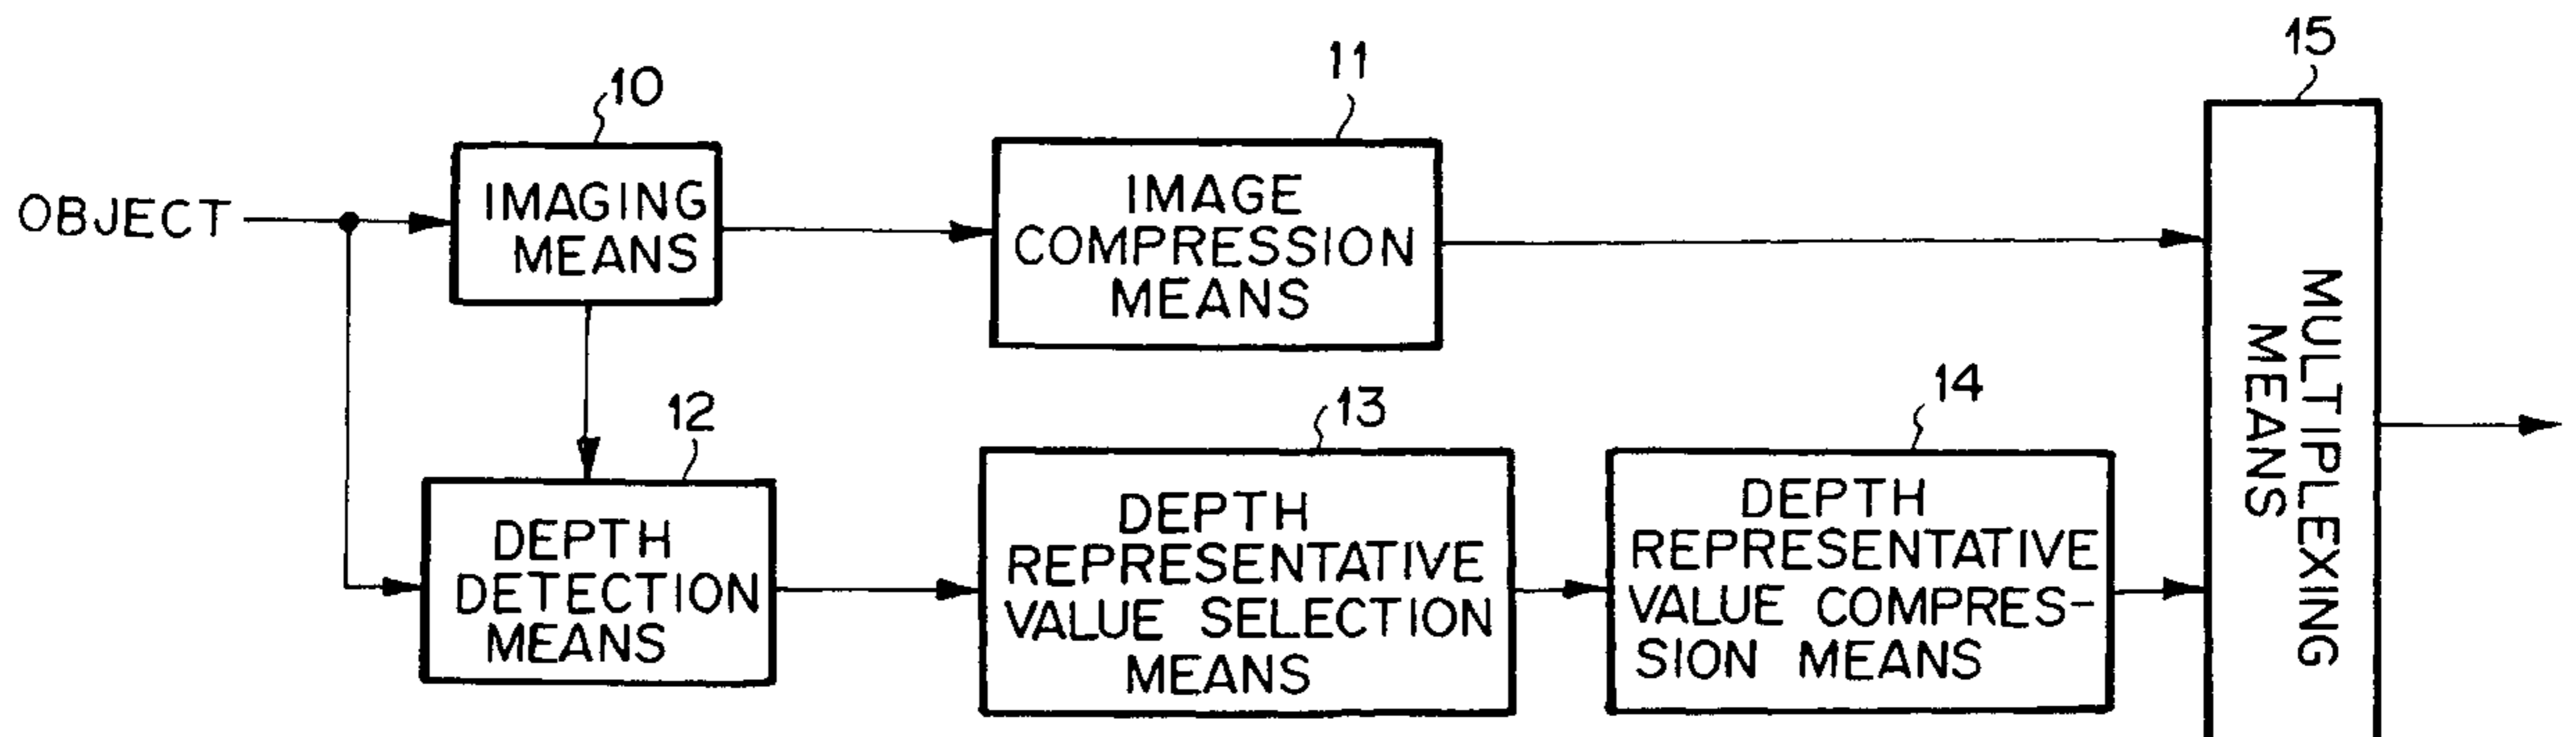 15
11
10
OBJECT
IMAGING
MEANS
IMAGE
COMPRESSION
MEANS
MULTIPLEXING
MEANS
12
13
14
DEPTH
DETECTION
MEANS
DEPTH
REPRESENTATIVE
VALUE SELECTION
MEANS
DEPTH
REPRESENTATIVE
VALUE COMPRES-
SION MEANS